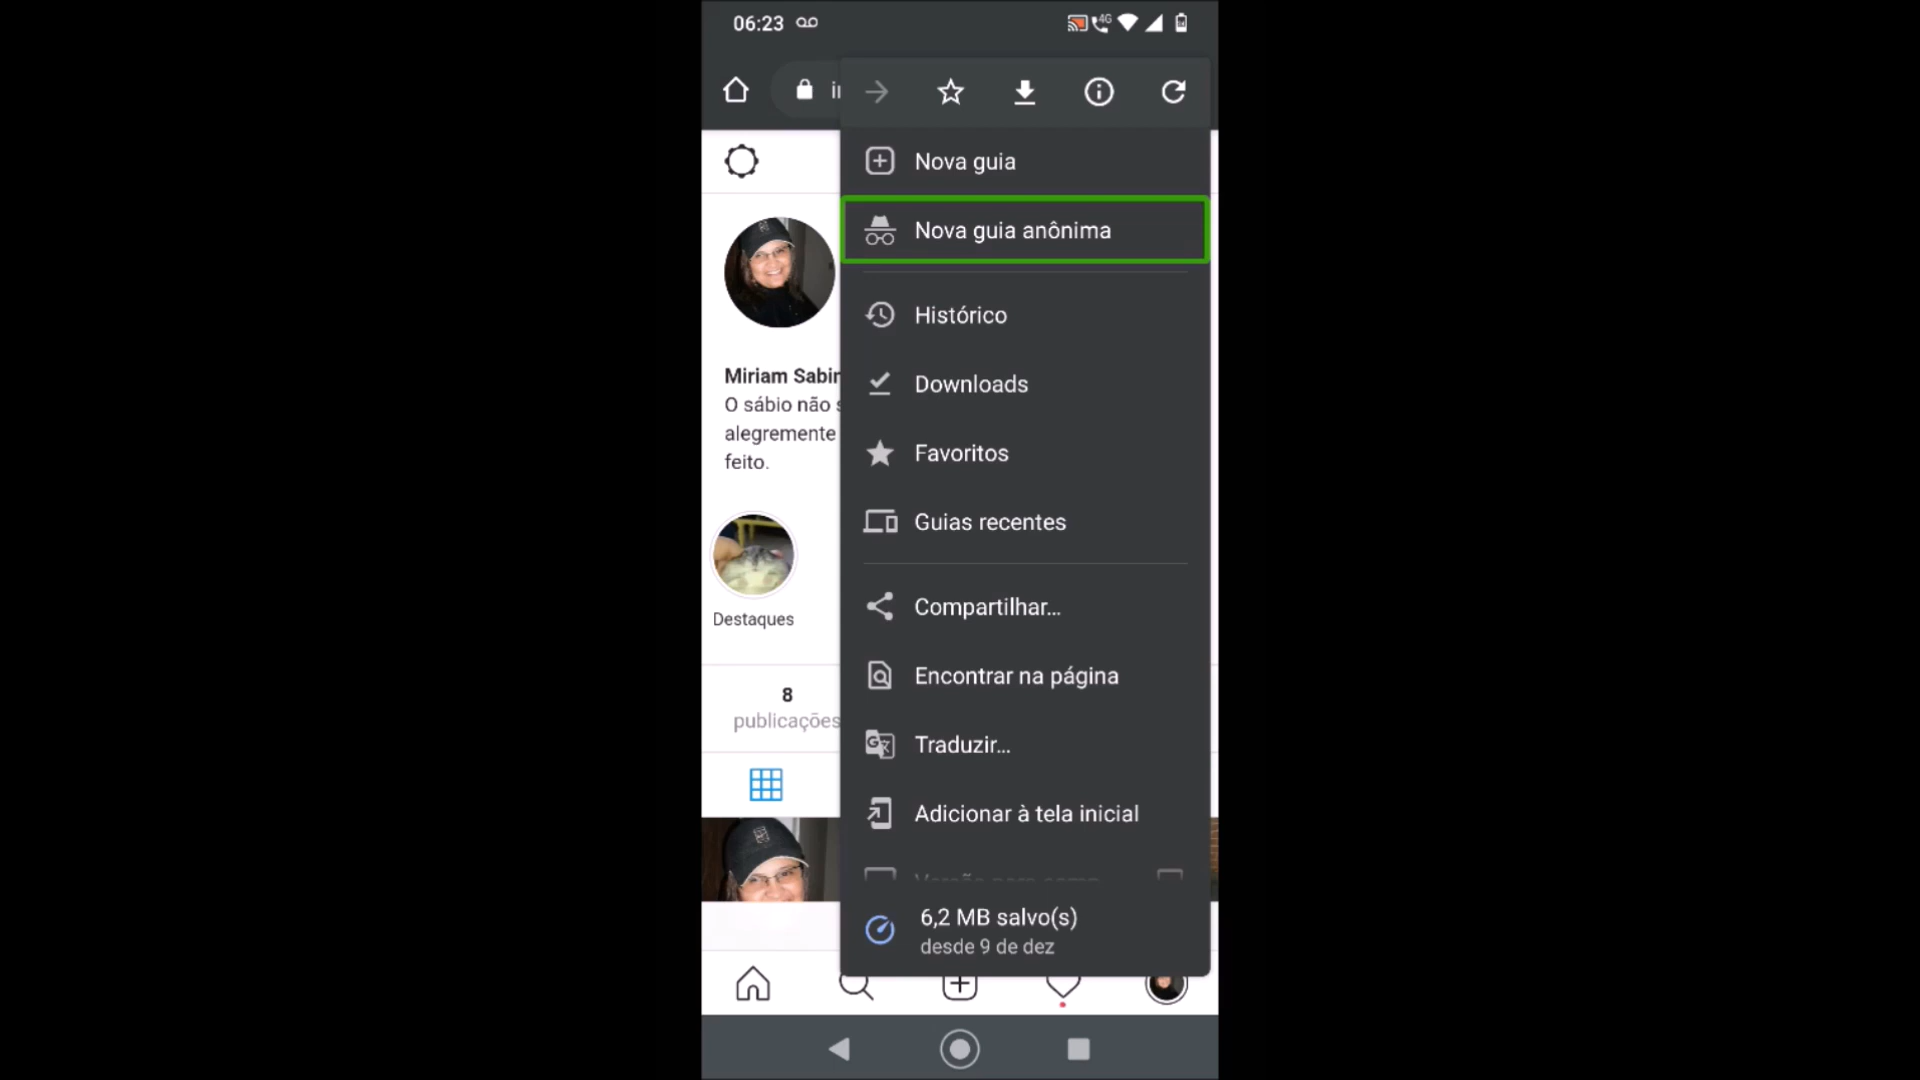 06:23
4G
Nova guia
Nova guia anônima
Histórico
Downloads
Favoritos
Guias recentes
Compartilhar...
Encontrar na página
Traduzir...
Adicionar à tela inicial
6,2 MB salvo(s)
desde 9 de dez
Miriam Sabir
O sábio não
alegremente
feito.
Destaques
8
publicações